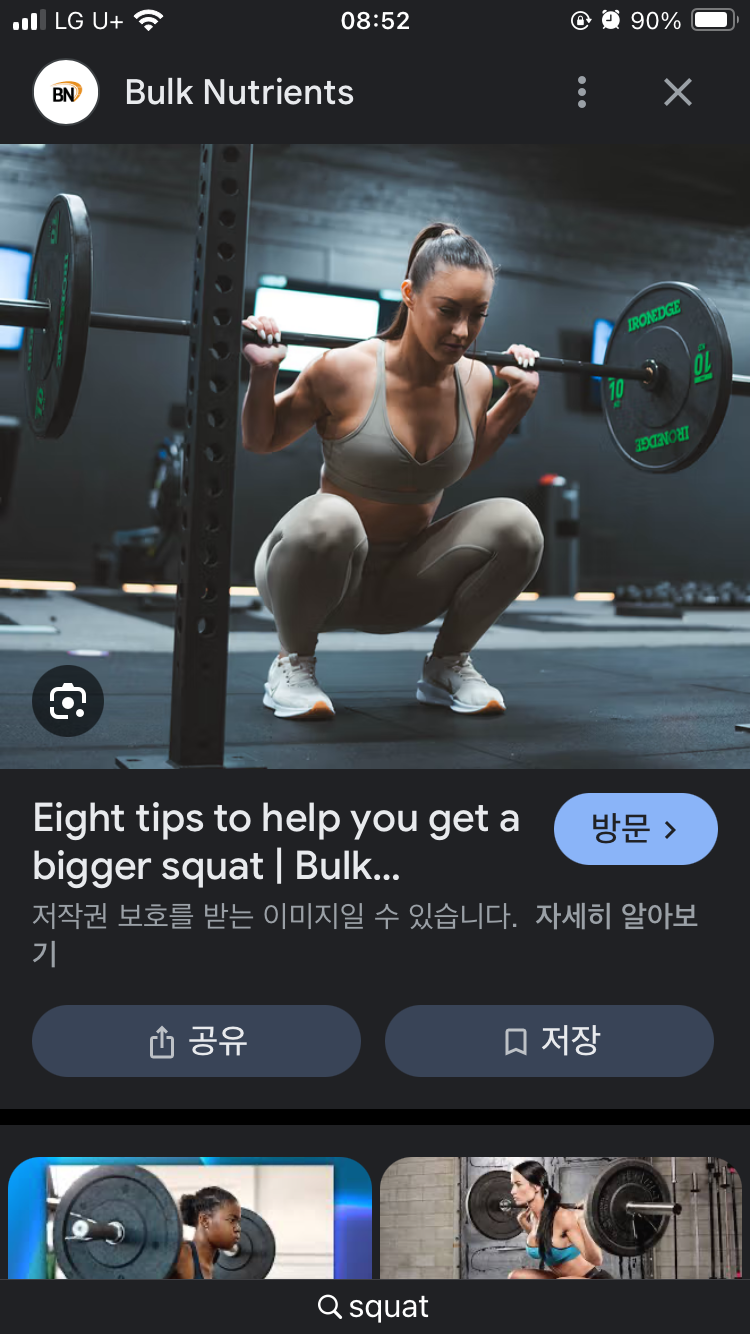 LG U+ 08:52 90%
BN Bulk Nutrients
IRONEDGE
10
10
IRONEDGE
Eight tips to help you get a
bigger squat | Bulk...
방문
저작권 보호를 받는 이미지일 수 있습니다. 자세히 알아보
기
공유 저장
squat